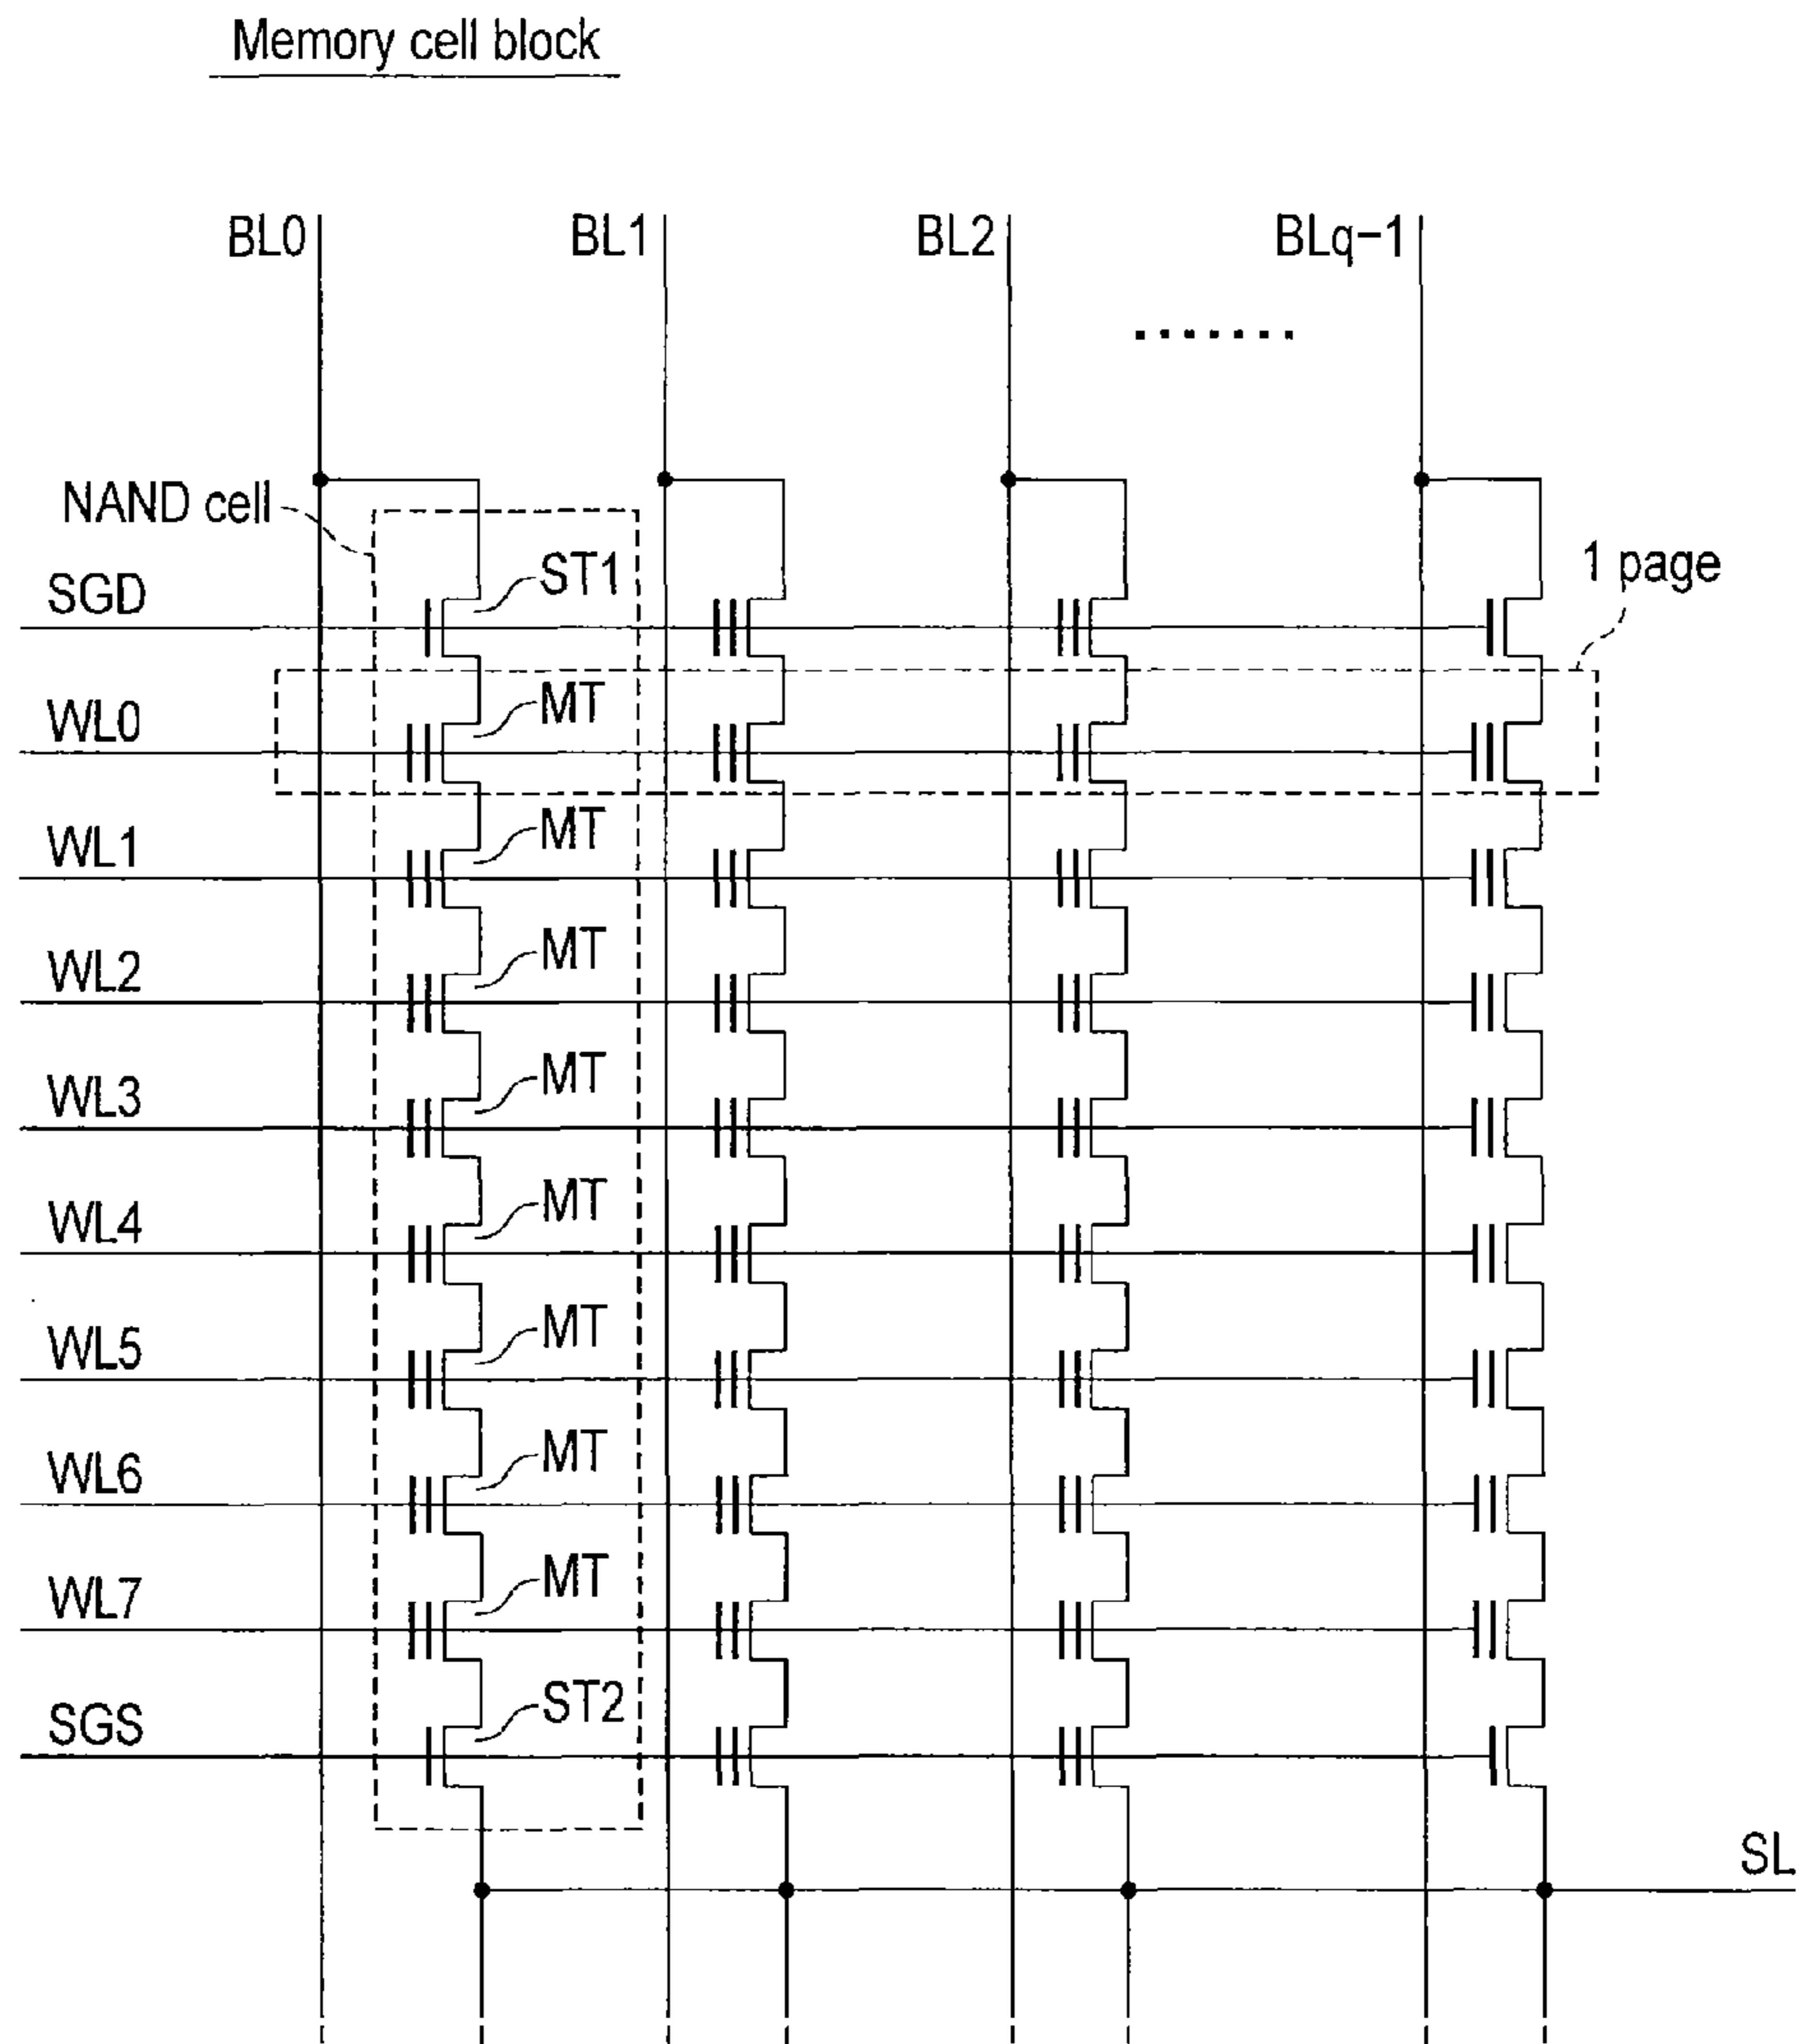 Memory cell block
BL0 BL1 BL2 BLq-1
NAND cell
ST1
1 page
SGD
MT
WL0
MT
WL1
MT
WL2
MT
WL3
MT
WL4
MT
WL5
MT
WL6
MT
WL7
ST2
SGS
SL